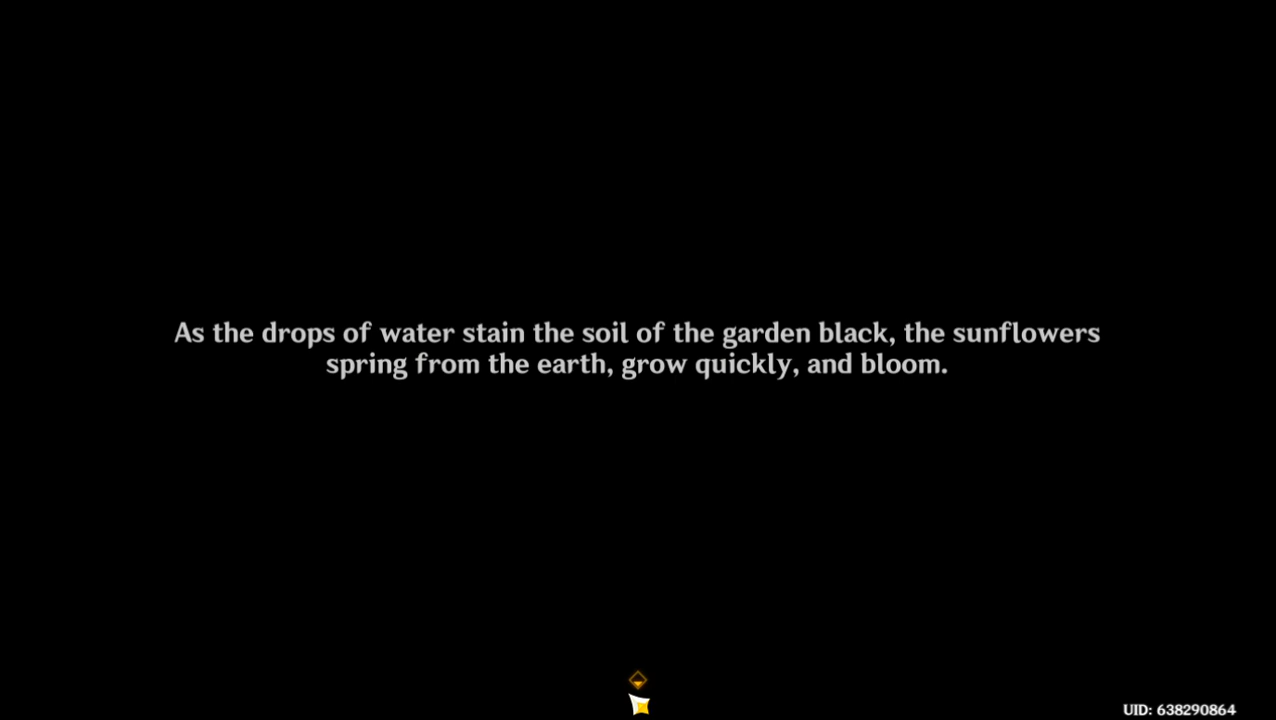 As the drops of water stain the soil of the garden black, the sunflowers
spring from the earth, grow quickly, and bloom.
UID: 638290864